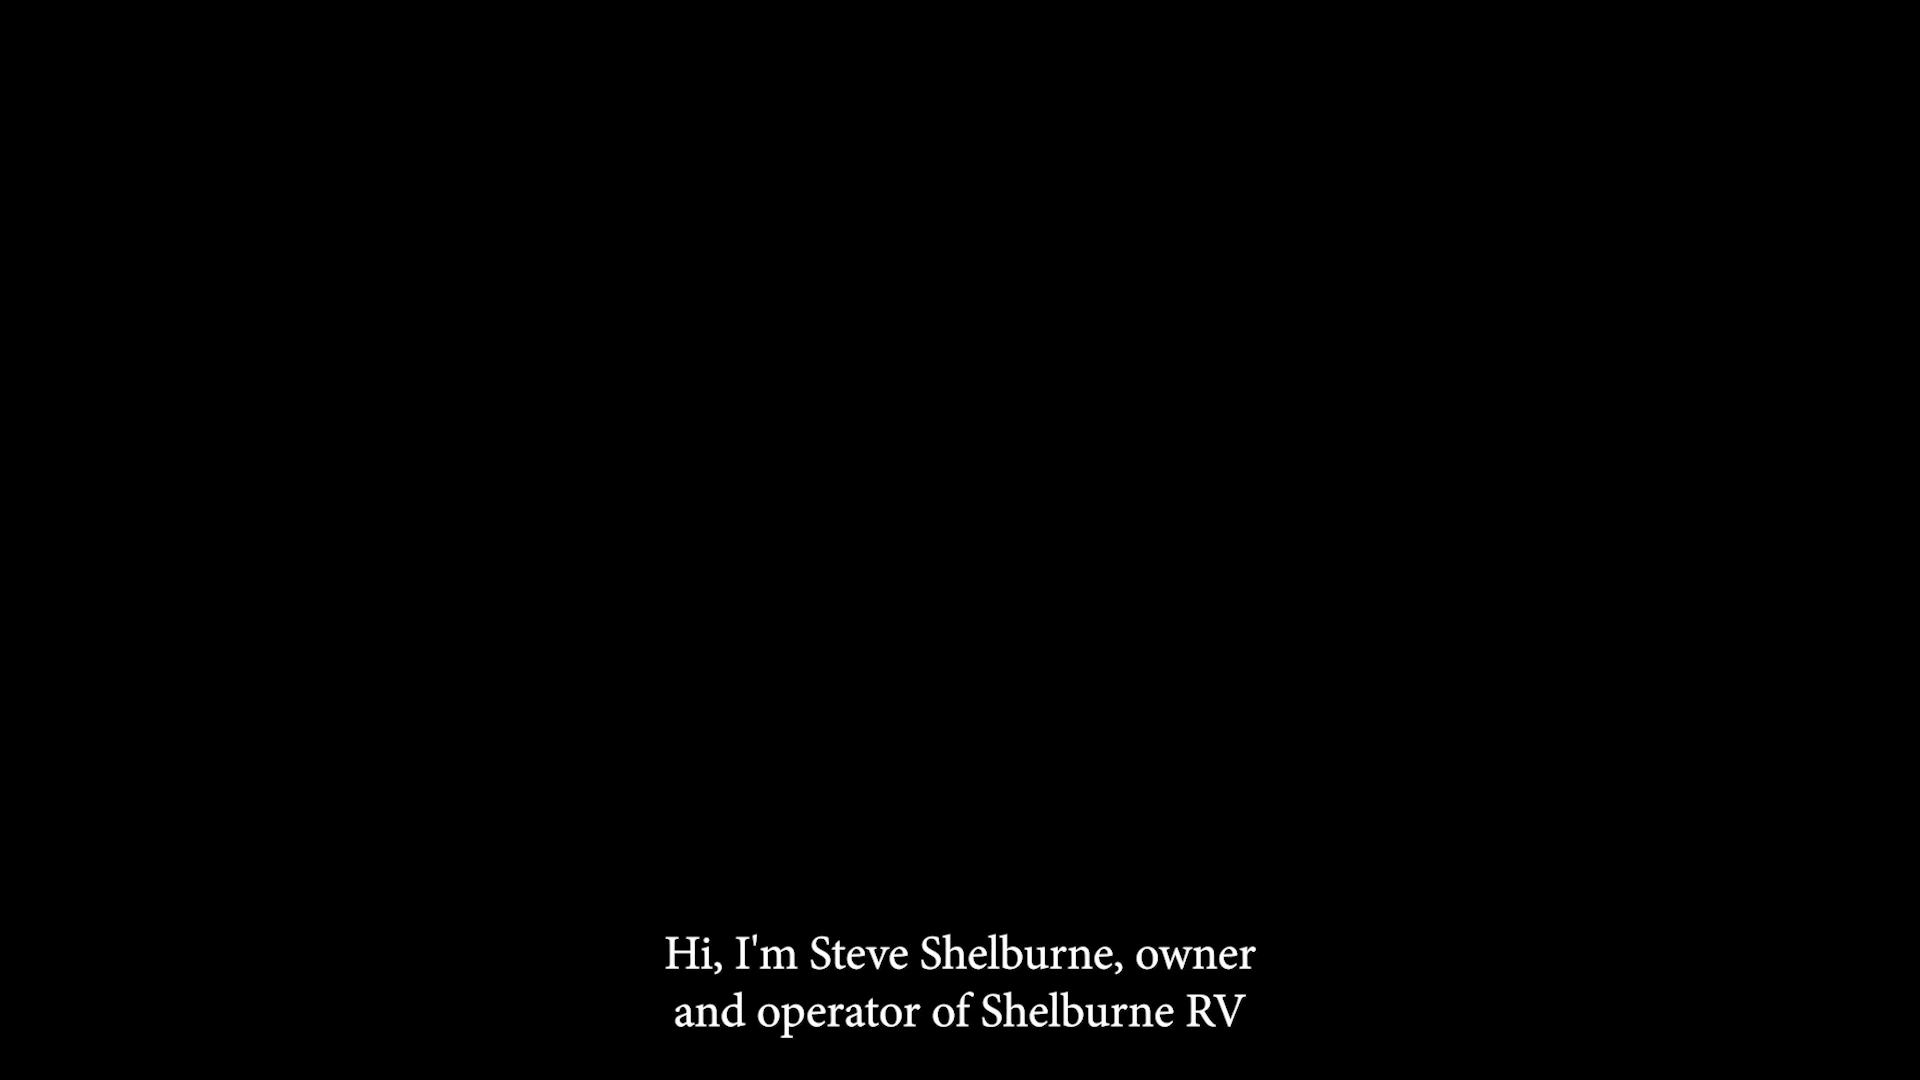 Hi, I'm Steve Shelburne, owner
and operator of Shelburne RV